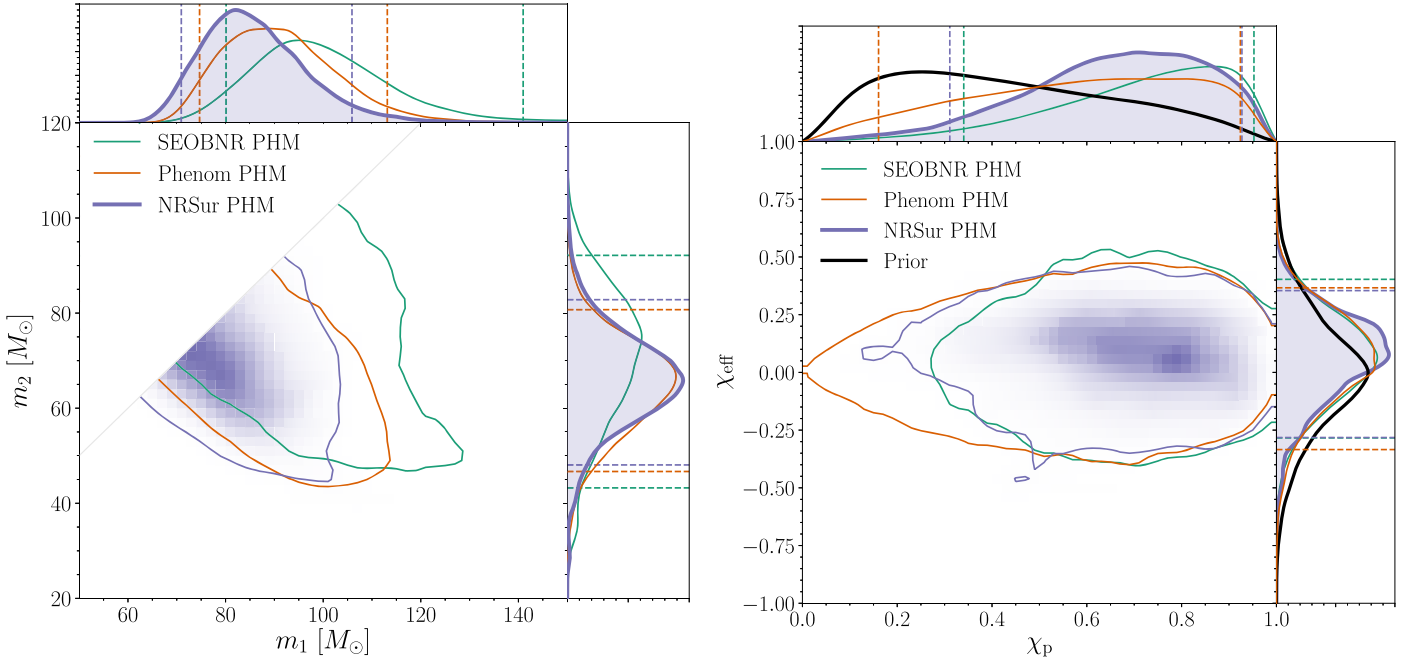 120
100
80
60
40
20
m₂ [M⊙]
SEOBNR PHM
Phenom PHM
NRSur PHM
60 80 100 120 140
m₁ [M⊙]
1.00
0.75
0.50
0.25
0.00
−0.25
−0.50
−0.75
−1.00
χeff
SEOBNR PHM
Phenom PHM
NRSur PHM
Prior
0.0 0.2 0.4 0.6 0.8 1.0
χp